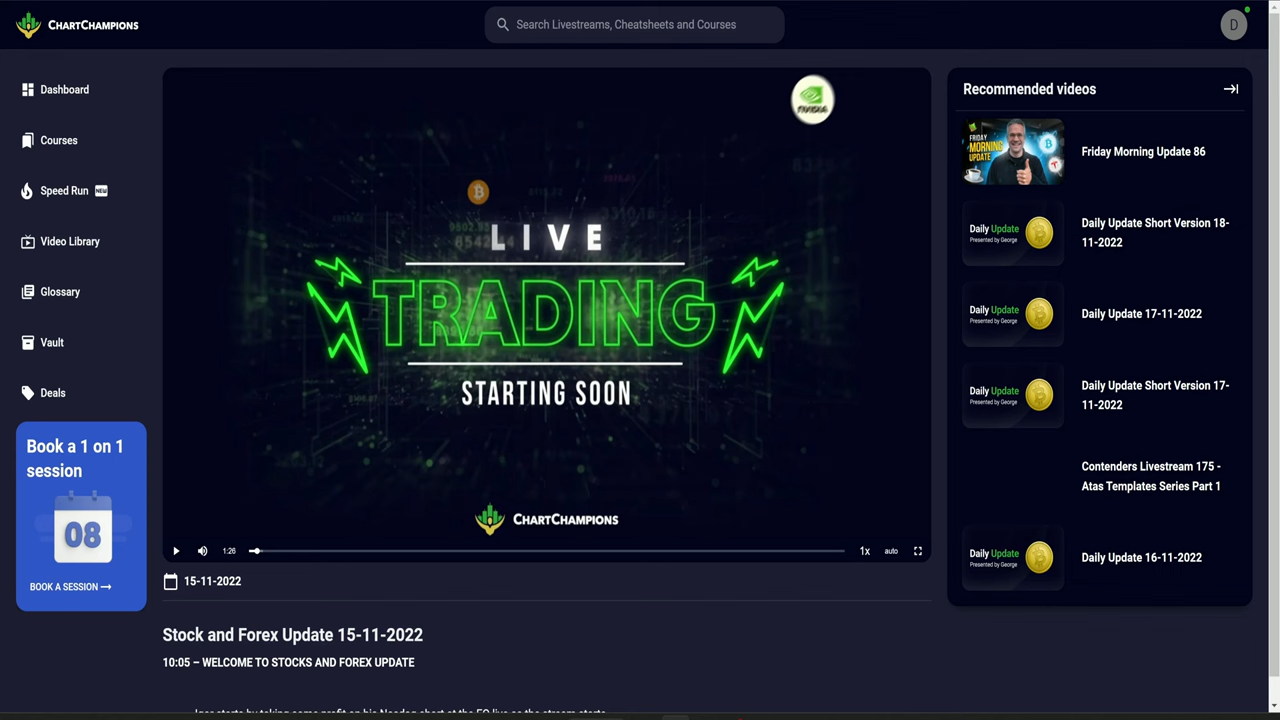 ChartChampions
Search Livestreams, Cheatsheets and Courses
D
Dashboard
Courses
Speed Run NEW
Video Library
Glossary
Vault
Deals
Book a 1 on 1
session
08
BOOK A SESSION
NVIDIA
LIVE
TRADING
STARTING SOON
ChartChampions
1:26
1x
auto
15-11-2022
Stock and Forex Update 15-11-2022
10:05 – WELCOME TO STOCKS AND FOREX UPDATE
Recommended videos
FRIDAY
MORNING
UPDATE
Friday Morning Update 86
Daily Update
Presented by George
Daily Update Short Version 18-
11-2022
Daily Update
Presented by George
Daily Update 17-11-2022
Daily Update
Presented by George
Daily Update Short Version 17-
11-2022
Contenders Livestream 175 -
Atas Templates Series Part 1
Daily Update
Presented by George
Daily Update 16-11-2022